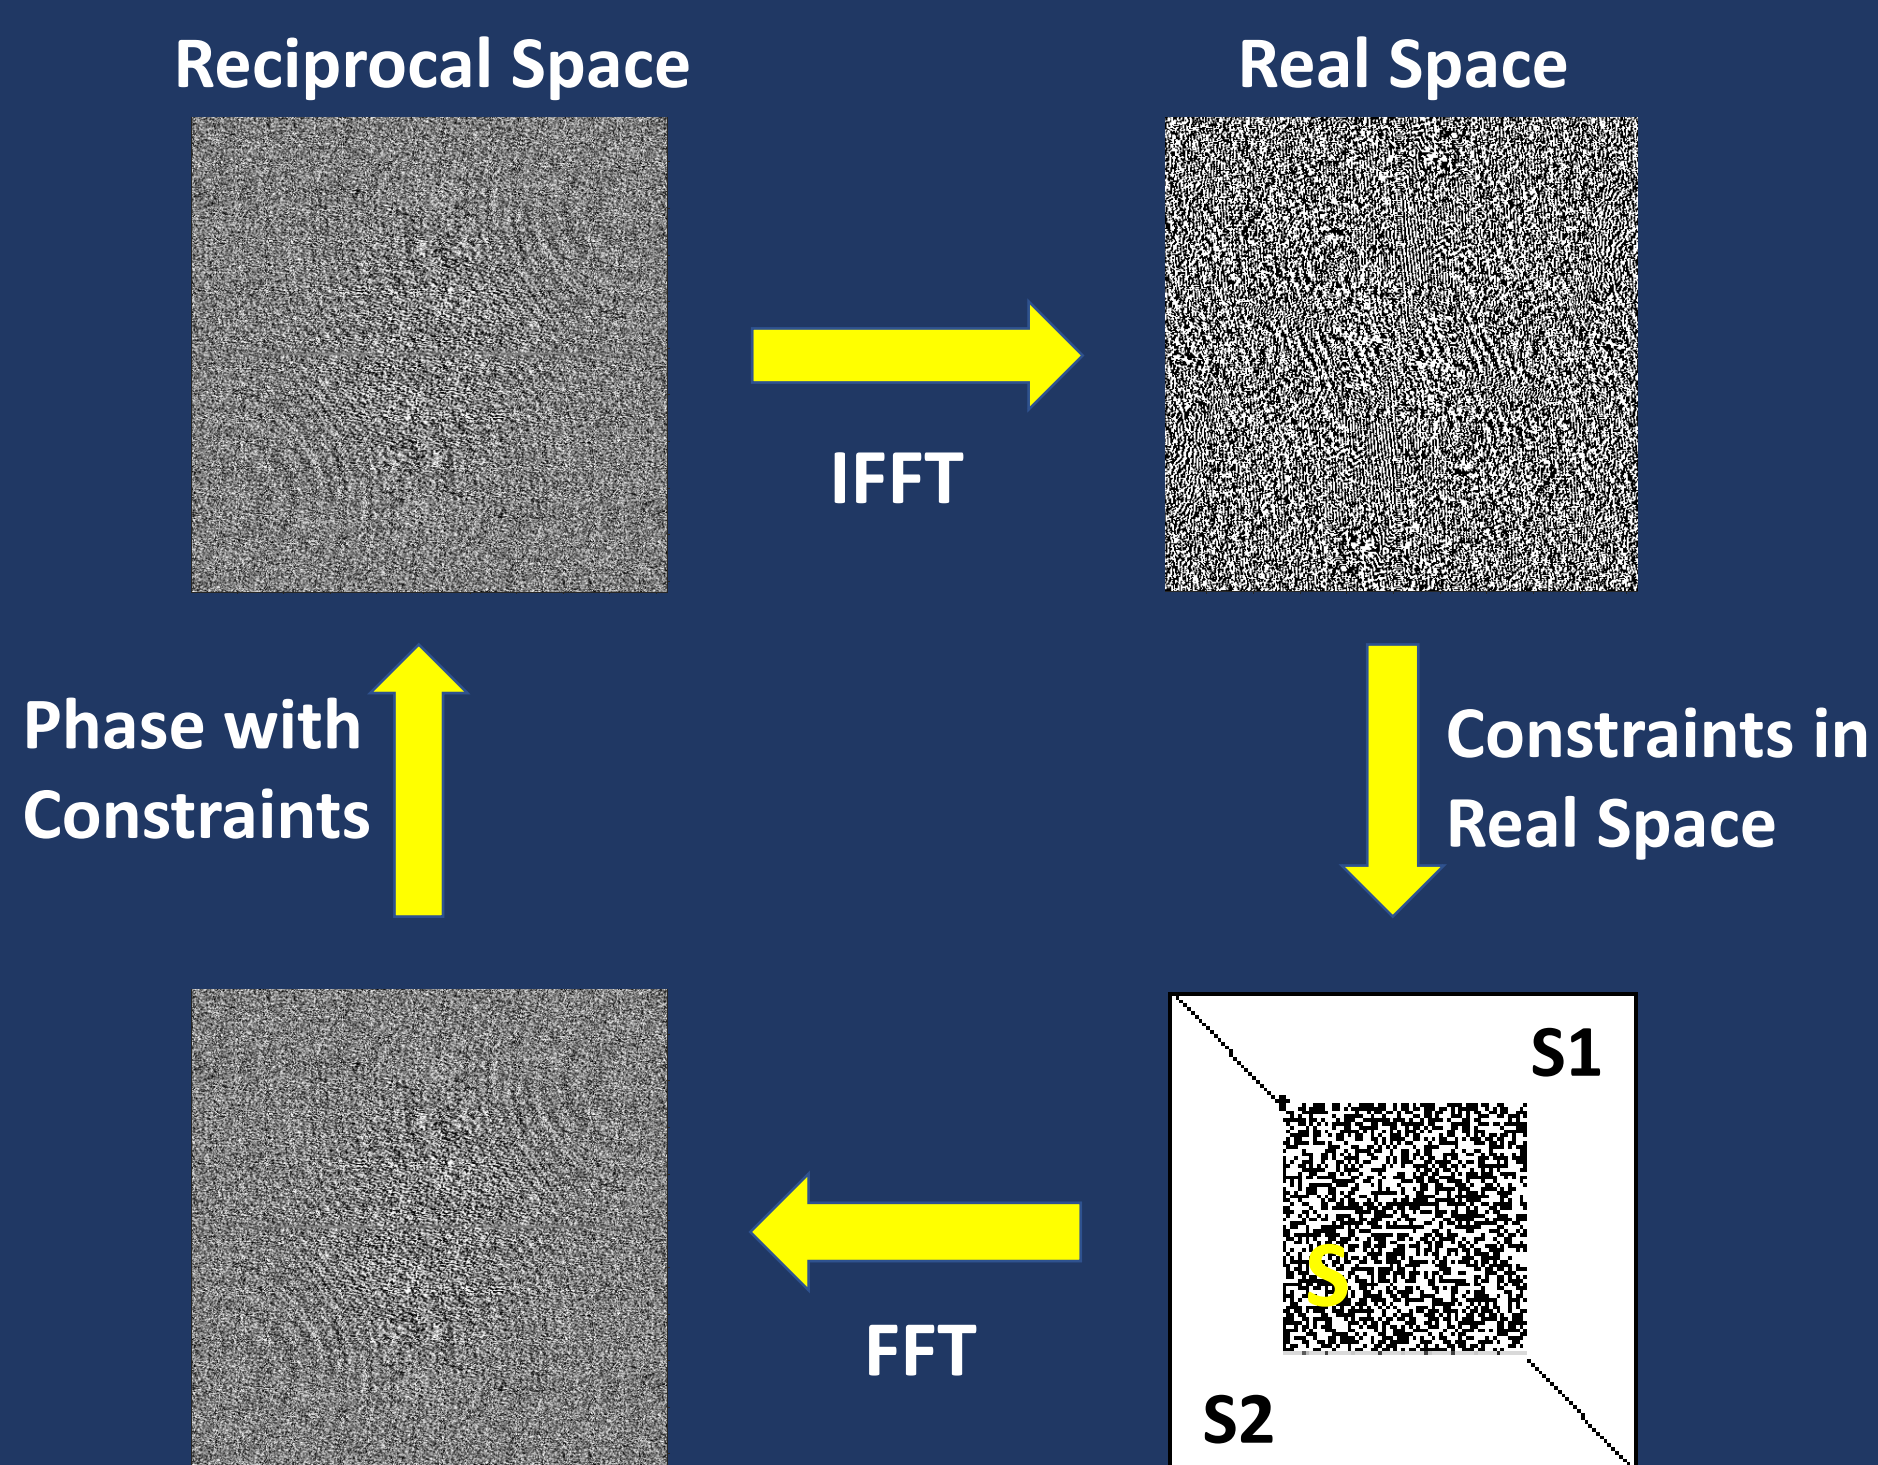 Reciprocal Space
Real Space
IFFT
Phase with
Constraints
Constraints in
Real Space
S1
S
S2
FFT